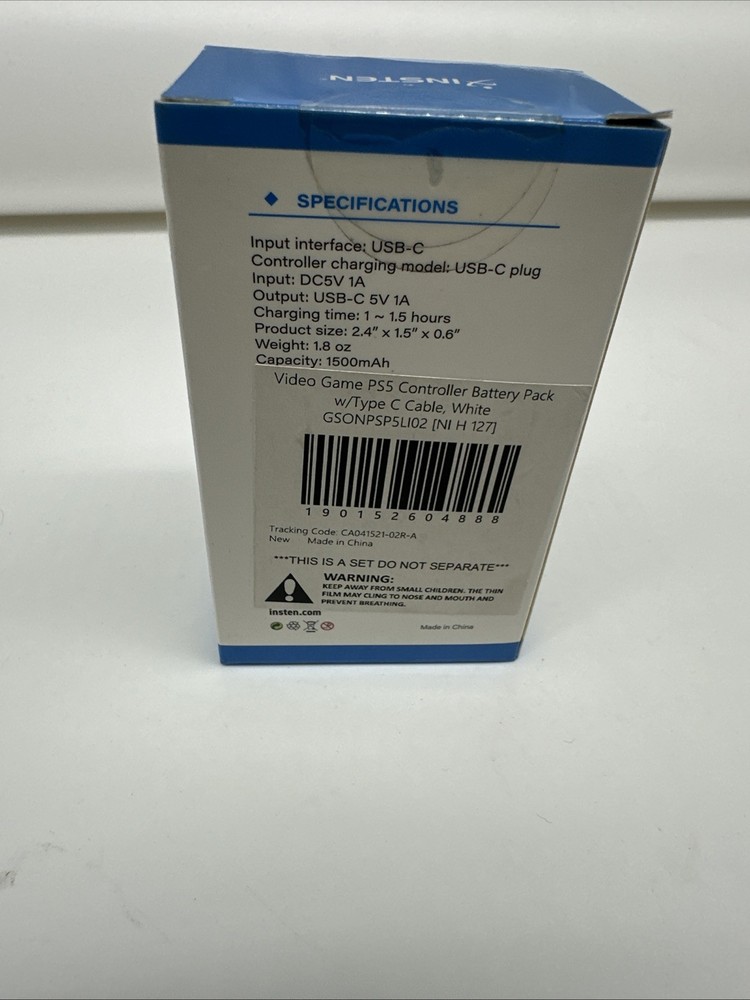 INSTEN
SPECIFICATIONS
Input interface: USB-C
Controller charging model: USB-C plug
Input: DC5V 1A
Output: USB-C 5V 1A
Charging time: 1 ~ 1.5 hours
Product size: 2.4" x 1.5" x 0.6"
Weight: 1.8 oz
Capacity: 1500mAh
Video Game PS5 Controller Battery Pack
w/Type C Cable, White
GSONPSP5LI02 [NI H 127]
190152604888
Tracking Code: CA041521-02R-A
New Made in China
***THIS IS A SET DO NOT SEPARATE***
WARNING:
KEEP AWAY FROM SMALL CHILDREN. THE THIN
FILM MAY CLING TO NOSE AND MOUTH AND
PREVENT BREATHING.
insten.com
Made in China